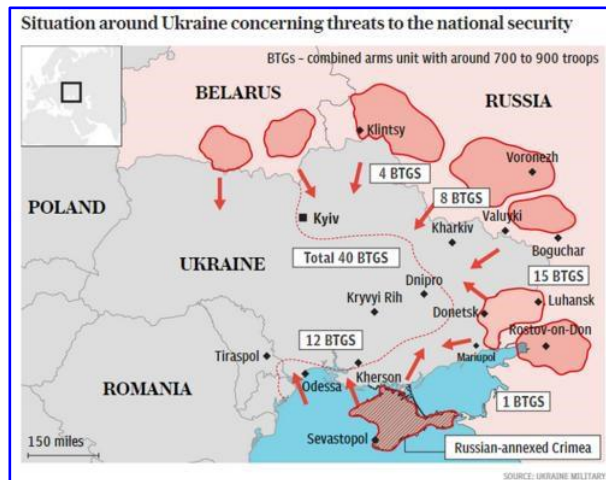 Situation around Ukraine concerning threats to the national security
BTGs – combined arms unit with around 700 to 900 troops
BELARUS
RUSSIA
Klintsy
Voronezh
4 BTGS
8 BTGS
POLAND
Kyiv
Valuyki
Kharkiv
Boguchar
UKRAINE
Total 40 BTGS
15 BTGS
Dnipro
Luhansk
Kryvyi Rih
Donetsk
Rostov-on-Don
12 BTGS
Tiraspol
Mariupol
Kherson
Odessa
ROMANIA
1 BTGS
150 miles
Sevastopol
Russian-annexed Crimea
SOURCE: UKRAINE MILITARY